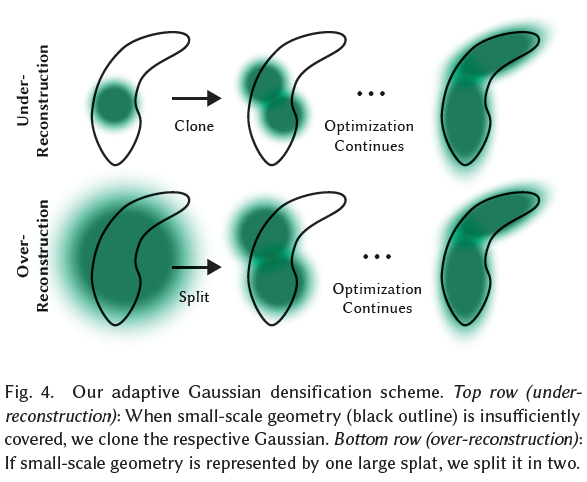 Under-
Reconstruction
Clone
...
Optimization
Continues
Over-
Reconstruction
Split
...
Optimization
Continues
Fig. 4. Our adaptive Gaussian densification scheme. Top row (under-
reconstruction): When small-scale geometry (black outline) is insufficiently
covered, we clone the respective Gaussian. Bottom row (over-reconstruction):
If small-scale geometry is represented by one large splat, we split it in two.